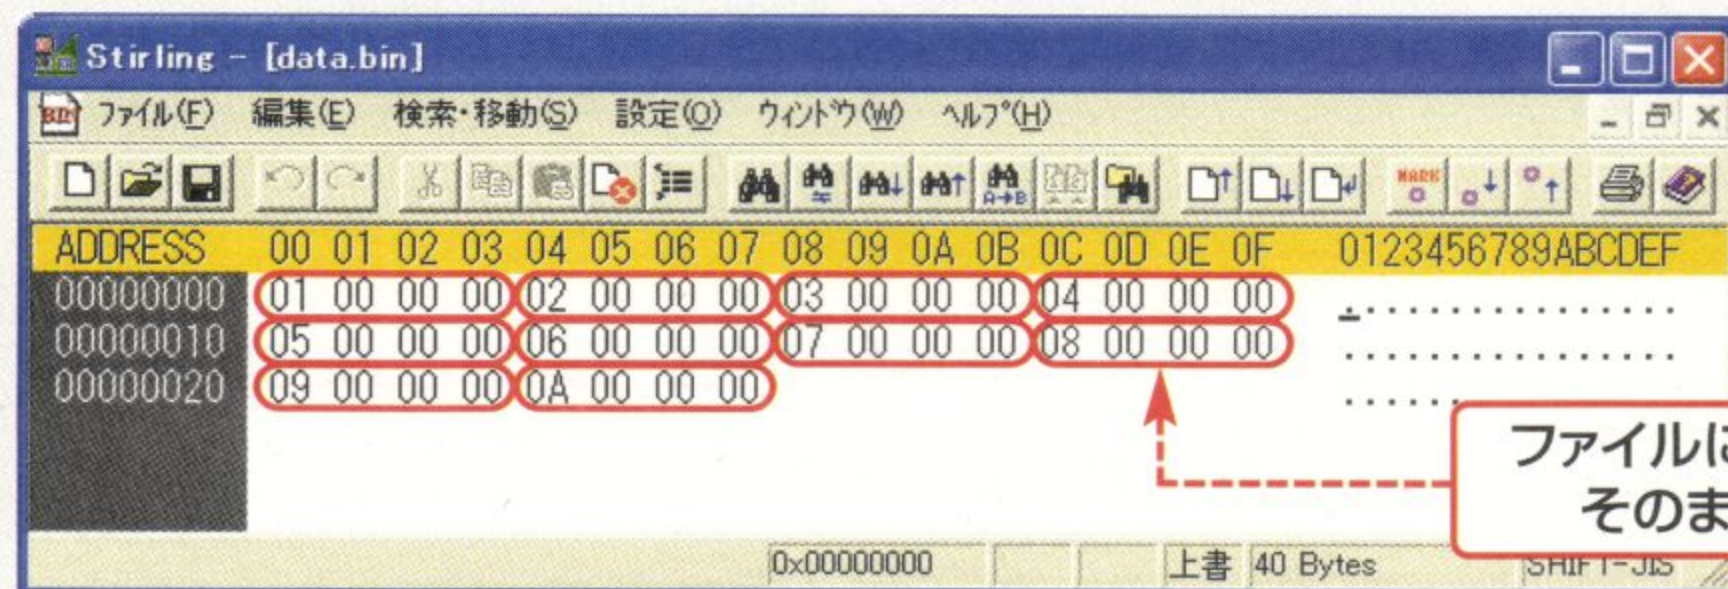 Stirling - [data.bin]
ファイル(F) 編集(E) 検索・移動(S) 設定(O) ウィンドウ(W) ヘルプ(H)
MARK
A→B
ADDRESS 00 01 02 03 04 05 06 07 08 09 0A 0B 0C 0D 0E 0F 0123456789ABCDEF
00000000 01 00 00 00 02 00 00 00 03 00 00 00 04 00 00 00 ................
00000010 05 00 00 00 06 00 00 00 07 00 00 00 08 00 00 00 ................
00000020 09 00 00 00 0A 00 00 00 ......
ファイルに
そのま
0x00000000 上書 40 Bytes SHIFT-JIS